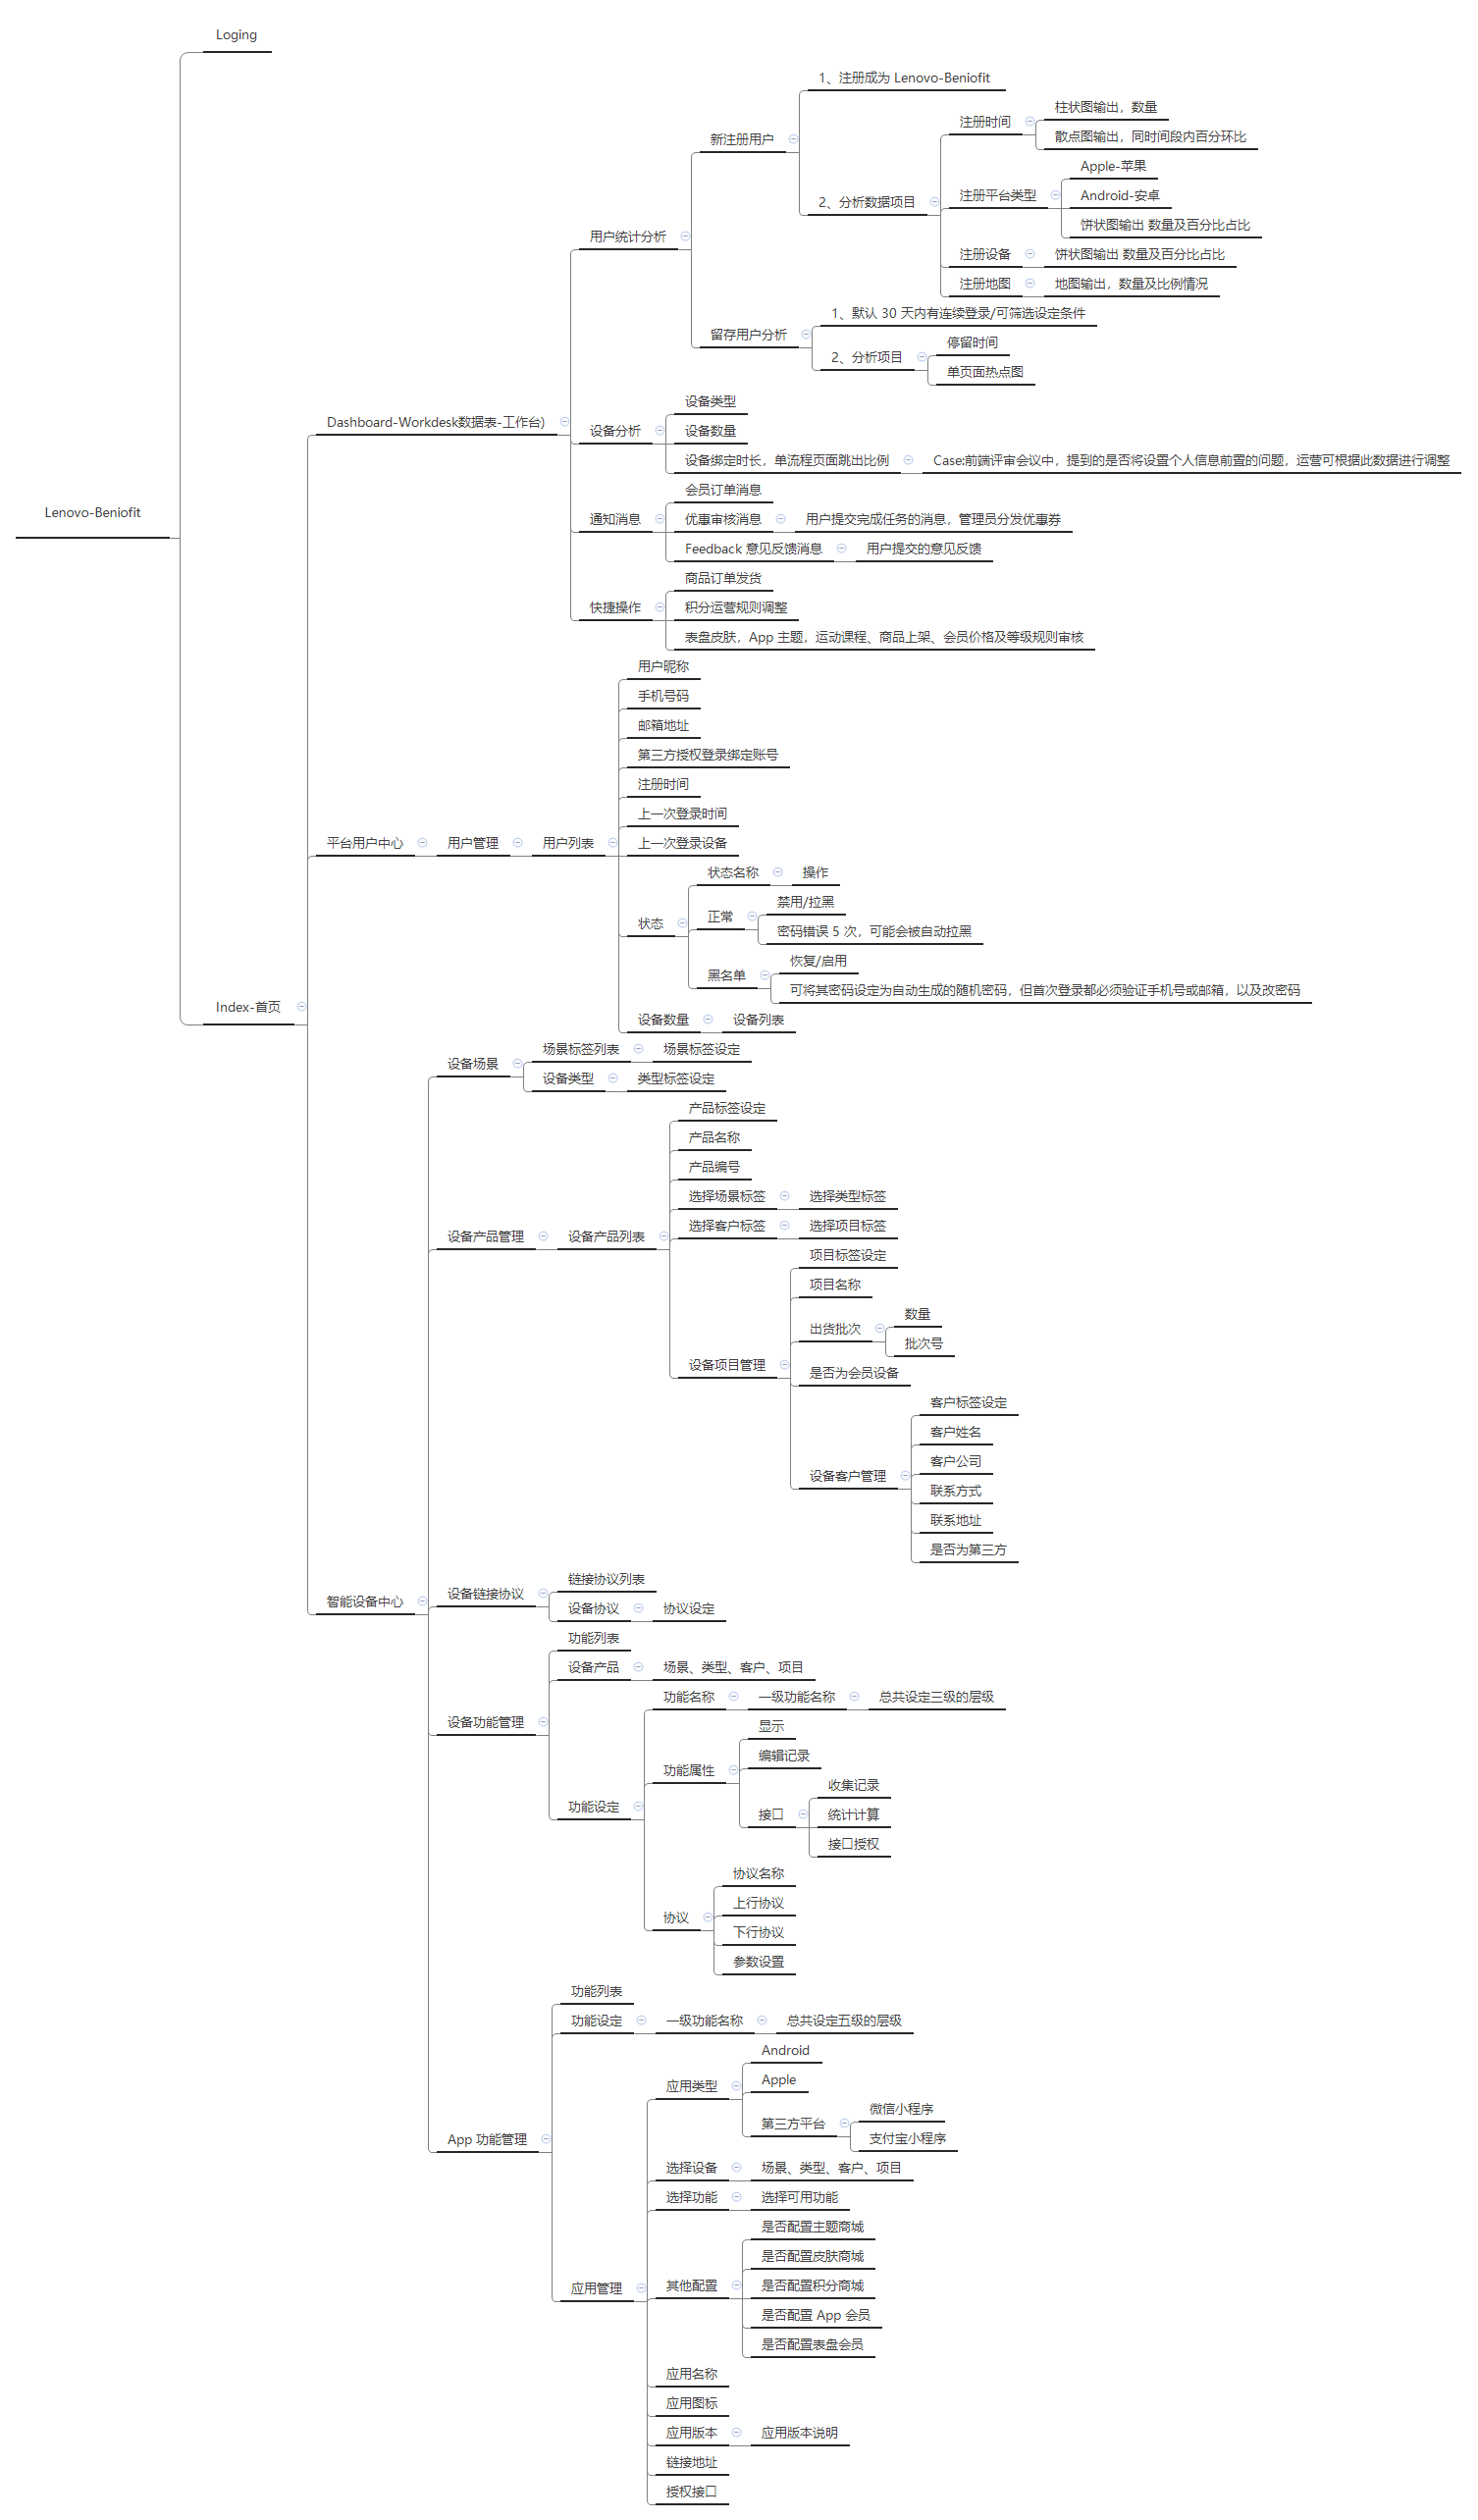 Loging
1、注册成为 Lenovo-Beniofit
柱状图输出，数量
注册时间
散点图输出，同时间段内百分环比
新注册用户
Apple-苹果
2、分析数据项目
注册平台类型
Android-安卓
饼状图输出 数量及百分比占比
用户统计分析
注册设备
饼状图输出 数量及百分比占比
注册地图
地图输出，数量及比例情况
1、默认 30 天内有连续登录/可筛选设定条件
留存用户分析
停留时间
2、分析项目
单页面热点图
Dashboard-Workdesk数据表-工作台)
设备类型
设备分析
设备数量
设备绑定时长，单流程页面跳出比例
Case:前端评审会议中，提到的是否将设置个人信息前置的问题，运营可根据此数据进行调整
Lenovo-Beniofit
会员订单消息
通知消息
优惠审核消息
用户提交完成任务的消息，管理员分发优惠券
Feedback 意见反馈消息
用户提交的意见反馈
商品订单发货
快捷操作
积分运营规则调整
表盘皮肤，App 主题，运动课程、商品上架、会员价格及等级规则审核
用户昵称
手机号码
邮箱地址
第三方授权登录绑定账号
注册时间
上一次登录时间
平台用户中心
用户管理
用户列表
上一次登录设备
状态名称
操作
状态
正常
禁用/拉黑
密码错误 5 次，可能会被自动拉黑
黑名单
恢复/启用
可将其密码设定为自动生成的随机密码，但首次登录都必须验证手机号或邮箱，以及改密码
Index-首页
设备数量
设备列表
设备场景
场景标签列表
场景标签设定
设备类型
类型标签设定
产品标签设定
产品名称
产品编号
选择场景标签
选择类型标签
选择客户标签
选择项目标签
设备产品管理
设备产品列表
项目标签设定
项目名称
出货批次
数量
批次号
设备项目管理
是否为会员设备
客户标签设定
客户姓名
客户公司
设备客户管理
联系方式
联系地址
是否为第三方
智能设备中心
设备链接协议
链接协议列表
设备协议
协议设定
功能列表
设备产品
场景、类型、客户、项目
设备功能管理
功能名称
一级功能名称
总共设定三级的层级
显示
功能属性
编辑记录
收集记录
功能设定
接口
统计计算
接口授权
协议名称
上行协议
协议
下行协议
参数设置
功能列表
功能设定
一级功能名称
总共设定五级的层级
Android
应用类型
Apple
微信小程序
第三方平台
支付宝小程序
App 功能管理
选择设备
场景、类型、客户、项目
选择功能
选择可用功能
是否配置主题商城
是否配置皮肤商城
应用管理
其他配置
是否配置积分商城
是否配置 App 会员
是否配置表盘会员
应用名称
应用图标
应用版本
应用版本说明
链接地址
授权接口